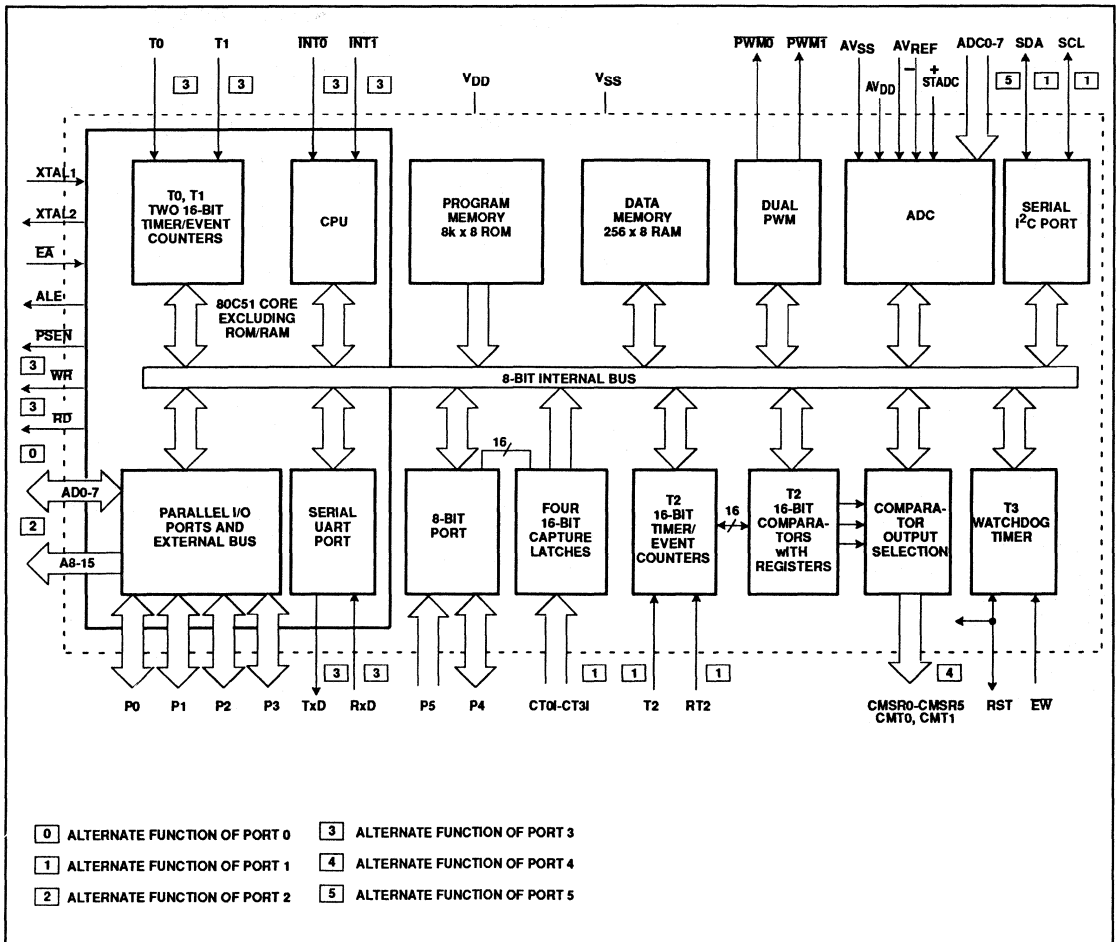 T0 T1 INT0 INT1 PWM0 PWM1 AVSS AVREF ADC0-7 SDA SCL
– +
3 3 3 3 VDD VSS AVDD STADC 5 1 1
XTAL1
XTAL2
EA
ALE
PSEN
3
WR
3
RD
0
AD0-7
2
A8-15
T0, T1
TWO 16-BIT
TIMER/EVENT
COUNTERS
CPU
PROGRAM
MEMORY
8k x 8 ROM
DATA
MEMORY
256 x 8 RAM
DUAL
PWM
ADC
SERIAL
I2C PORT
80C51 CORE
EXCLUDING
ROM/RAM
8-BIT INTERNAL BUS
PARALLEL I/O
PORTS AND
EXTERNAL BUS
SERIAL
UART
PORT
16
8-BIT
PORT
FOUR
16-BIT
CAPTURE
LATCHES
T2
16-BIT
TIMER/
EVENT
COUNTERS
16
T2
16-BIT
COMPARA-
TORS
wITH
REGISTERS
COMPARA-
TOR
OUTPUT
SELECTION
T3
WATCHDOG
TIMER
3 3 1 1 1 4
P0 P1 P2 P3 TxD RxD P5 P4 CT0I-CT3I T2 RT2 CMSR0-CMSR5 RST EW
CMT0, CMT1
0 ALTERNATE FUNCTION OF PORT 0
1 ALTERNATE FUNCTION OF PORT 1
2 ALTERNATE FUNCTION OF PORT 2
3 ALTERNATE FUNCTION OF PORT 3
4 ALTERNATE FUNCTION OF PORT 4
5 ALTERNATE FUNCTION OF PORT 5